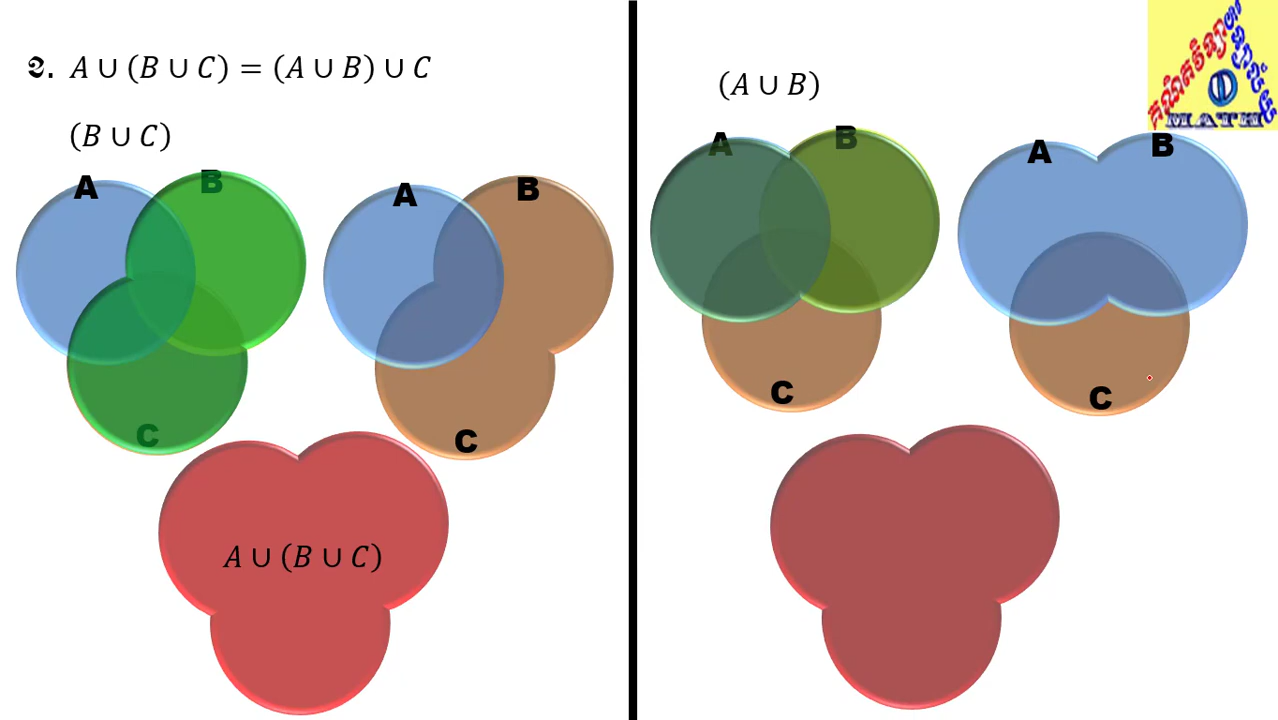 ២. A ∪ (B ∪ C) = (A ∪ B) ∪ C
(B ∪ C)
A
B
C
A
B
C
A ∪ (B ∪ C)
(A ∪ B)
A
B
C
A
B
C
MATH